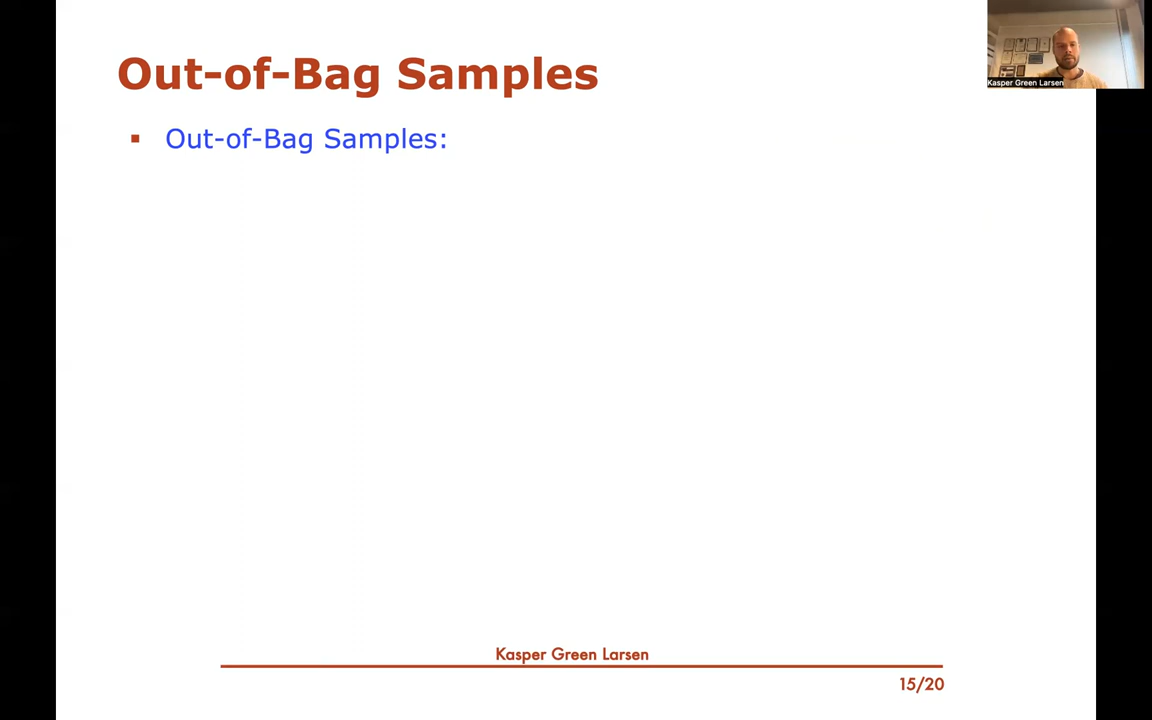 Out-of-Bag Samples
Kasper Green Larsen
▪ Out-of-Bag Samples:
Kasper Green Larsen
15/20